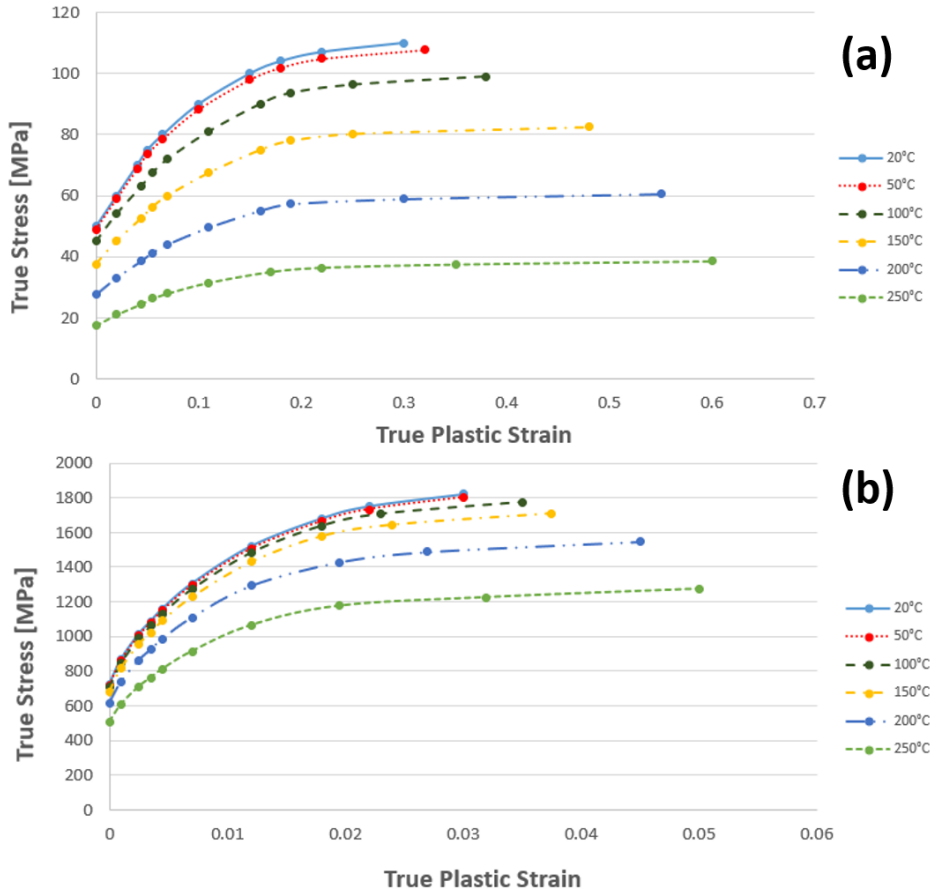 120
(a)
100
80
60
40
20
0
True Stress [MPa]
0 0.1 0.2 0.3 0.4 0.5 0.6 0.7
True Plastic Strain
20°C
50°C
100°C
150°C
200°C
250°C
2000
(b)
1800
1600
1400
1200
1000
800
600
400
200
0
True Stress [MPa]
0 0.01 0.02 0.03 0.04 0.05 0.06
True Plastic Strain
20°C
50°C
100°C
150°C
200°C
250°C